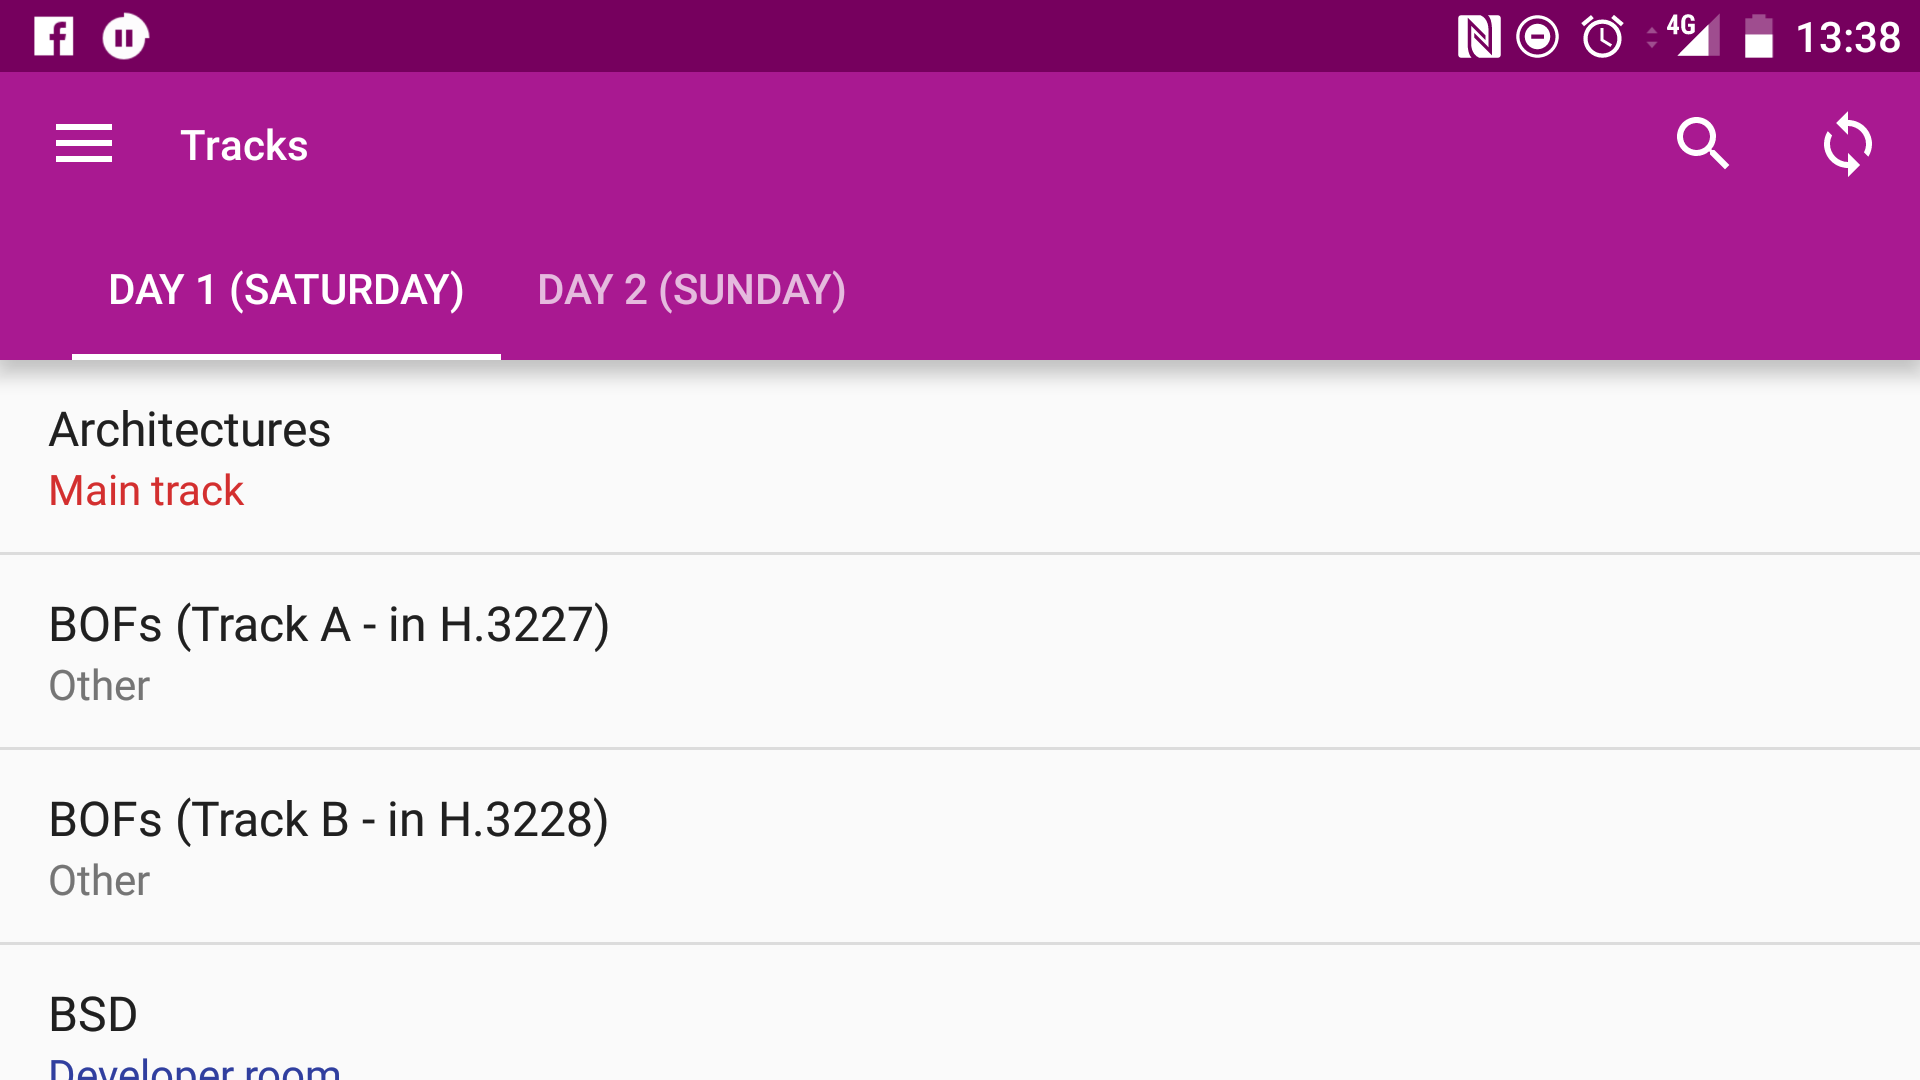 4G 13:38
Tracks
DAY 1 (SATURDAY) DAY 2 (SUNDAY)
Architectures
Main track
BOFs (Track A - in H.3227)
Other
BOFs (Track B - in H.3228)
Other
BSD
Developer room